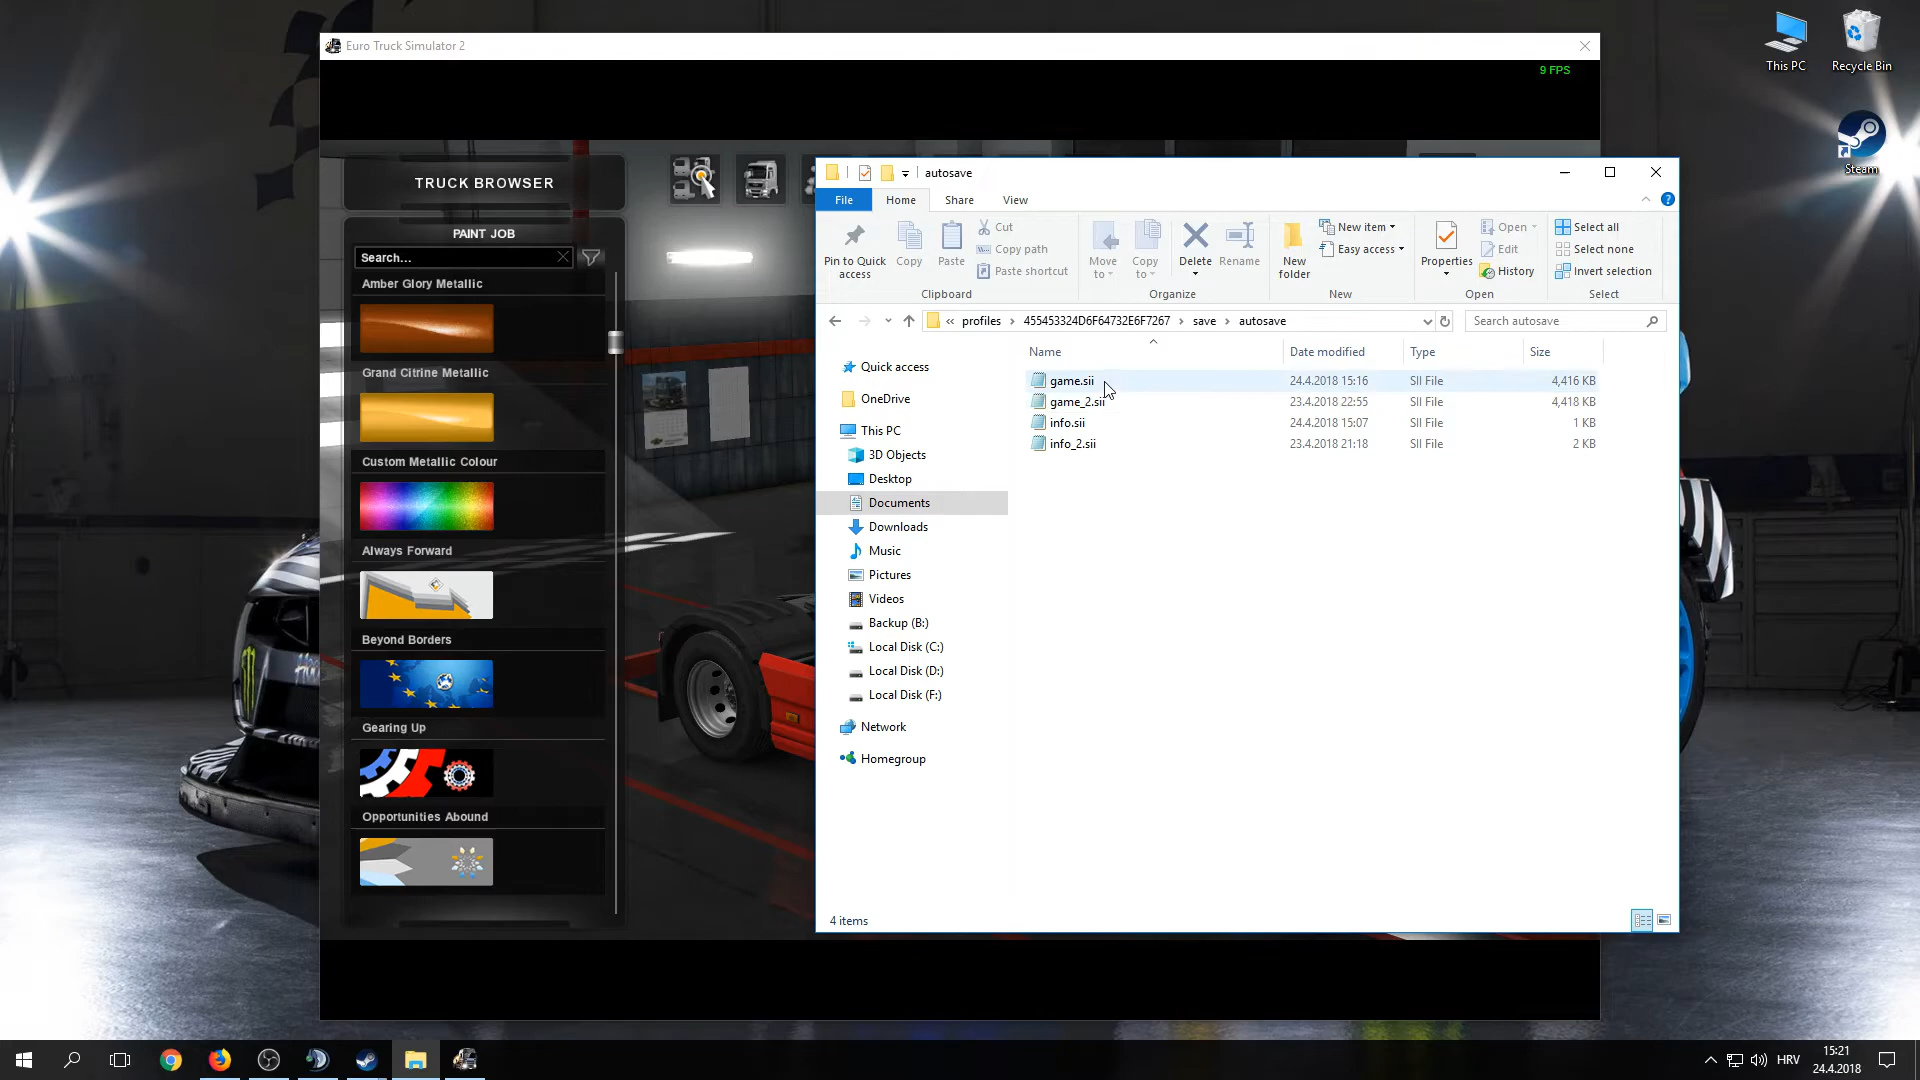 This PC
Recycle Bin
Steam
Euro Truck Simulator 2
9 FPS
TRUCK BROWSER
PAINT JOB
Search...
Amber Glory Metallic
Grand Citrine Metallic
Custom Metallic Colour
Always Forward
Beyond Borders
Gearing Up
Opportunities Abound
autosave
File Home Share View
Pin to Quick access
Copy
Paste
Cut
Copy path
Paste shortcut
Clipboard
Move to
Copy to
Delete
Rename
Organize
New folder
New item
Easy access
New
Properties
Open
Edit
History
Open
Select all
Select none
Invert selection
Select
« profiles > 455453324D6F64732E6F7267 > save > autosave
Search autosave
Name Date modified Type Size
game.sii 24.4.2018 15:16 SII File 4,416 KB
game_2.sii 23.4.2018 22:55 SII File 4,418 KB
info.sii 24.4.2018 15:07 SII File 1 KB
info_2.sii 23.4.2018 21:18 SII File 2 KB
Quick access
OneDrive
This PC
3D Objects
Desktop
Documents
Downloads
Music
Pictures
Videos
Backup (B:)
Local Disk (C:)
Local Disk (D:)
Local Disk (F:)
Network
Homegroup
4 items
HRV
15:21
24.4.2018